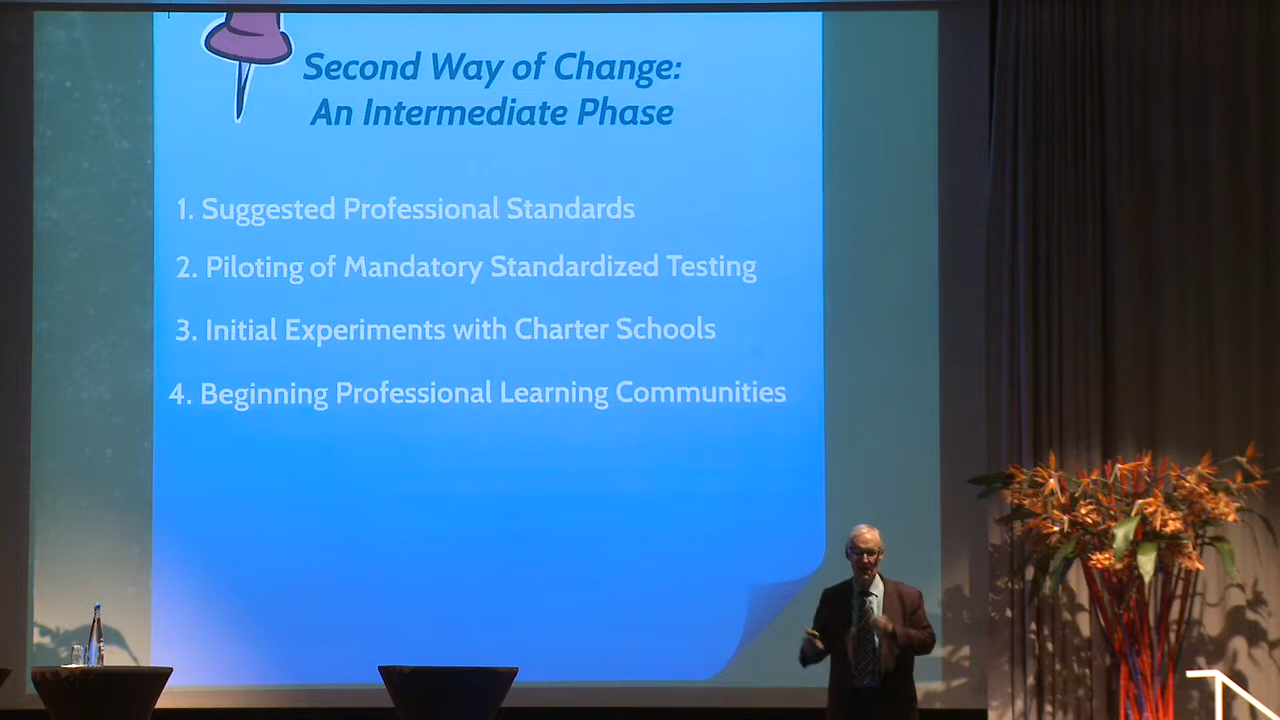 Second Way of Change:
An Intermediate Phase
1. Suggested Professional Standards
2. Piloting of Mandatory Standardized Testing
3. Initial Experiments with Charter Schools
4. Beginning Professional Learning Communities